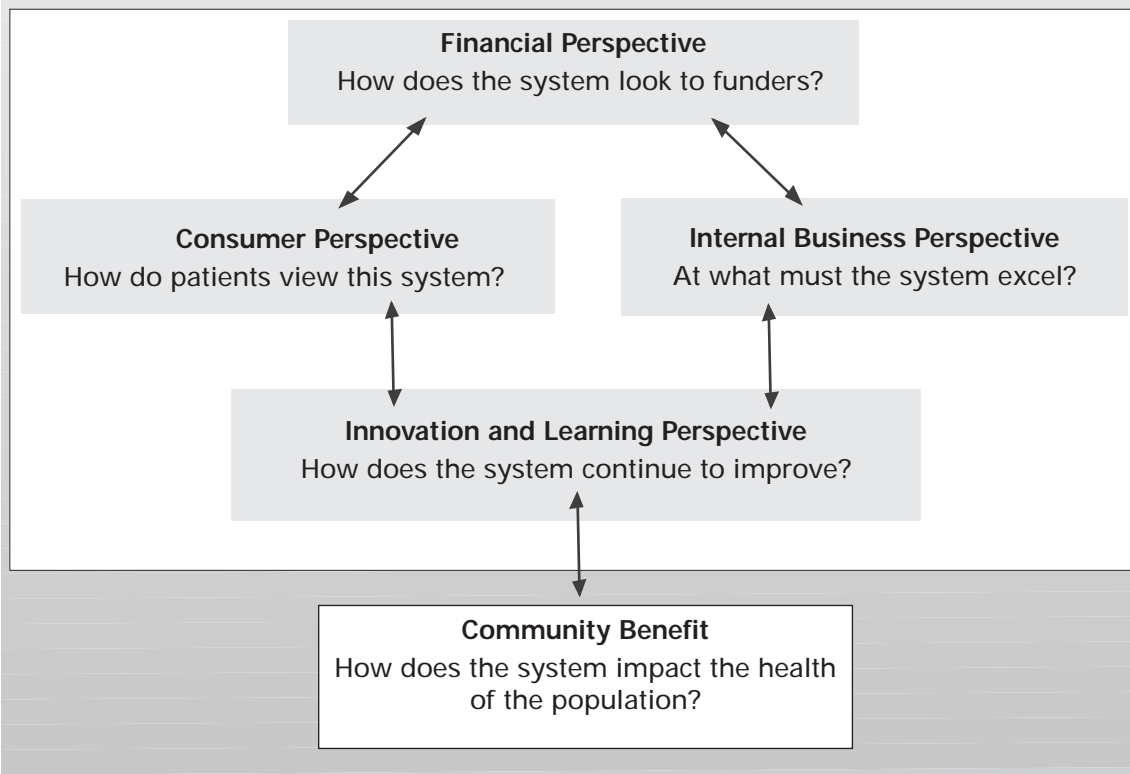 Financial Perspective
How does the system look to funders?
Consumer Perspective
How do patients view this system?
Internal Business Perspective
At what must the system excel?
Innovation and Learning Perspective
How does the system continue to improve?
Community Benefit
How does the system impact the health
of the population?